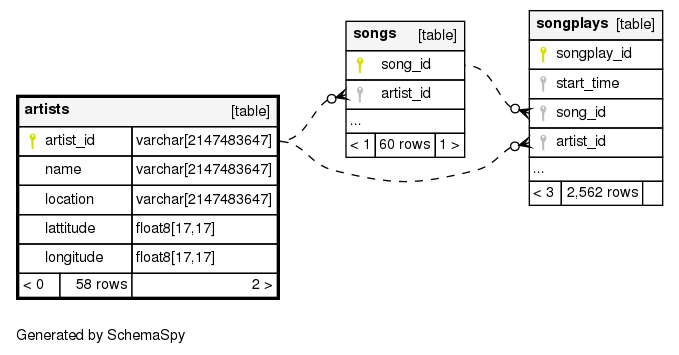 artists [table]
artist_id varchar[2147483647]
name varchar[2147483647]
location varchar[2147483647]
lattitude float8[17,17]
longitude float8[17,17]
< 0 58 rows 2 >
songs [table]
song_id
artist_id
...
< 1 60 rows 1 >
songplays [table]
songplay_id
start_time
song_id
artist_id
...
< 3 2,562 rows
Generated by SchemaSpy